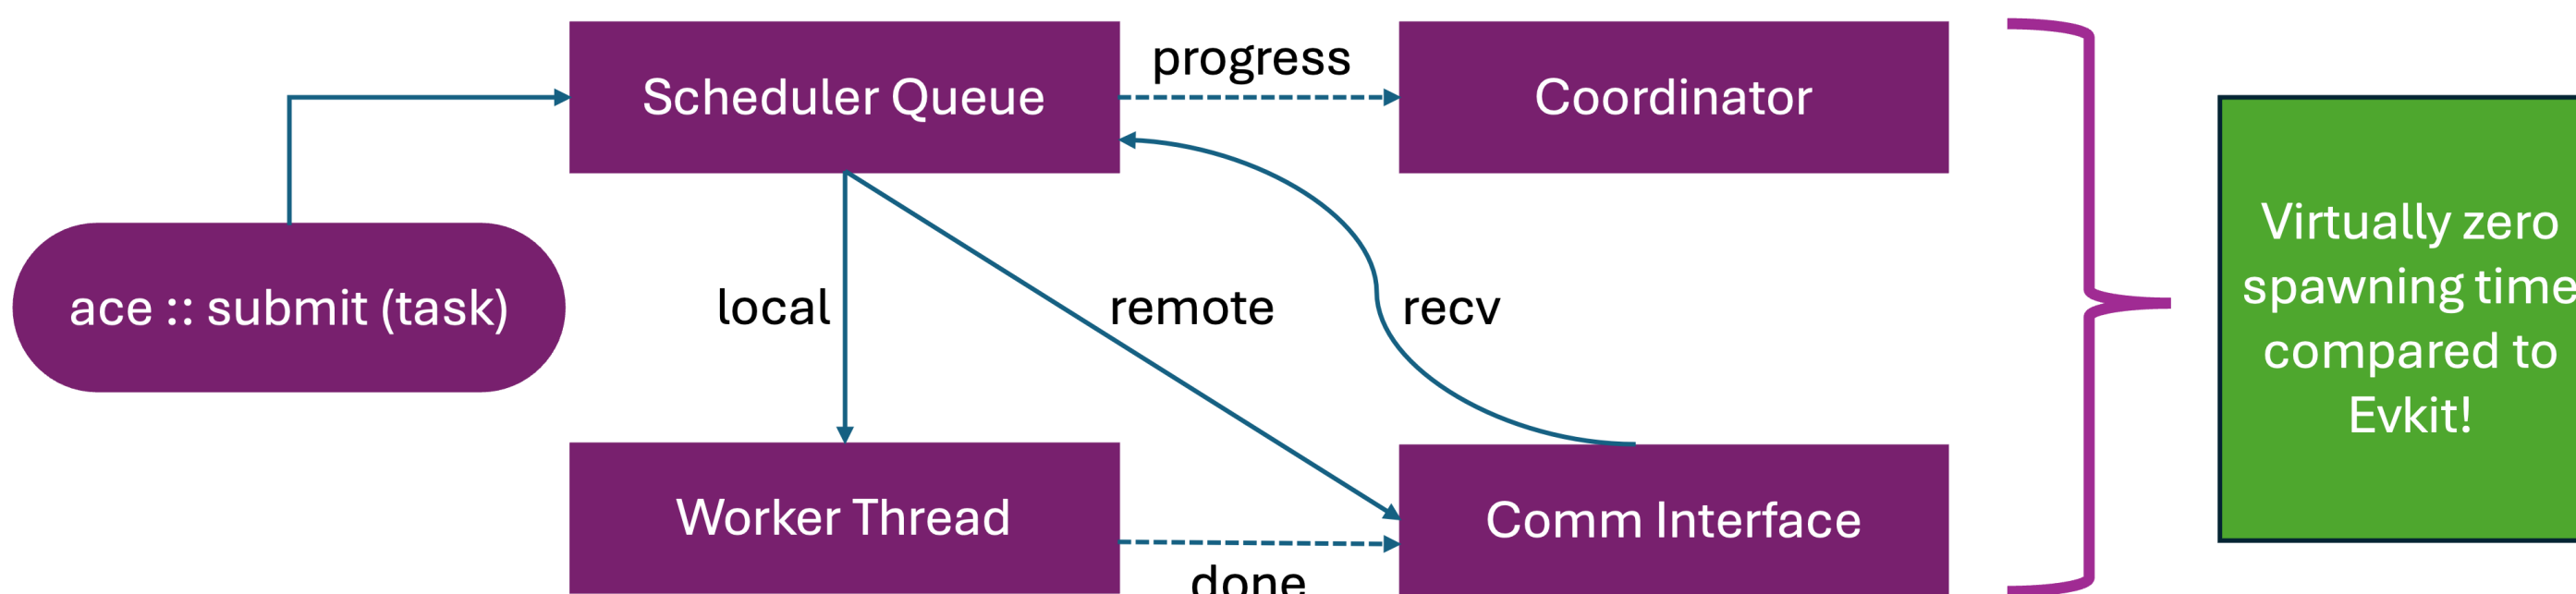 progress
Scheduler Queue
Coordinator
ace :: submit (task)
local
remote
recv
Worker Thread
Comm Interface
done
Virtually zero
spawning time
compared to
Evkit!